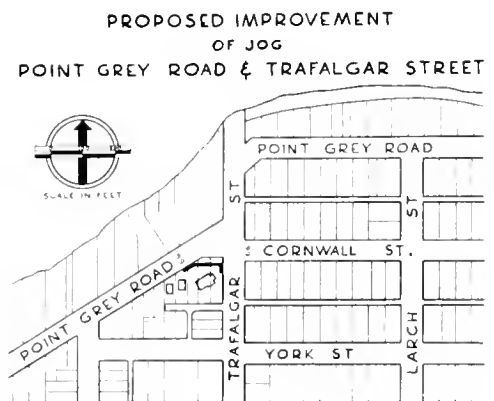 PROPOSED IMPROVEMENT
OF JOG
POINT GREY ROAD & TRAFALGAR STREET
POINT GREY ROAD
SCALE IN FEET
ST
ST
CORNWALL ST.
POINT GREY ROAD
TRAFALGAR
LARCH
YORK ST